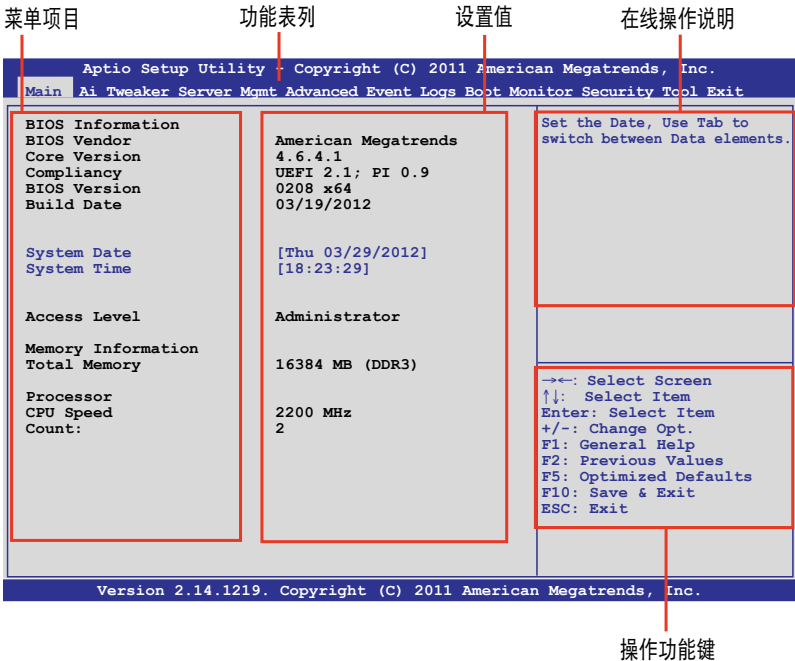 菜单项目 功能表列 设置值 在线操作说明
Aptio Setup Utility - Copyright (C) 2011 American Megatrends, Inc.
Main Ai Tweaker Server Mgmt Advanced Event Logs Boot Monitor Security Tool Exit
BIOS Information
BIOS Vendor American Megatrends
Core Version 4.6.4.1
Compliancy UEFI 2.1; PI 0.9
BIOS Version 0208 x64
Build Date 03/19/2012
System Date [Thu 03/29/2012]
System Time [18:23:29]
Access Level Administrator
Memory Information
Total Memory 16384 MB (DDR3)
Processor
CPU Speed 2200 MHz
Count: 2
Set the Date, Use Tab to
switch between Data elements.
→←: Select Screen
↑↓: Select Item
Enter: Select Item
+/-: Change Opt.
F1: General Help
F2: Previous Values
F5: Optimized Defaults
F10: Save & Exit
ESC: Exit
Version 2.14.1219. Copyright (C) 2011 American Megatrends, Inc.
操作功能键